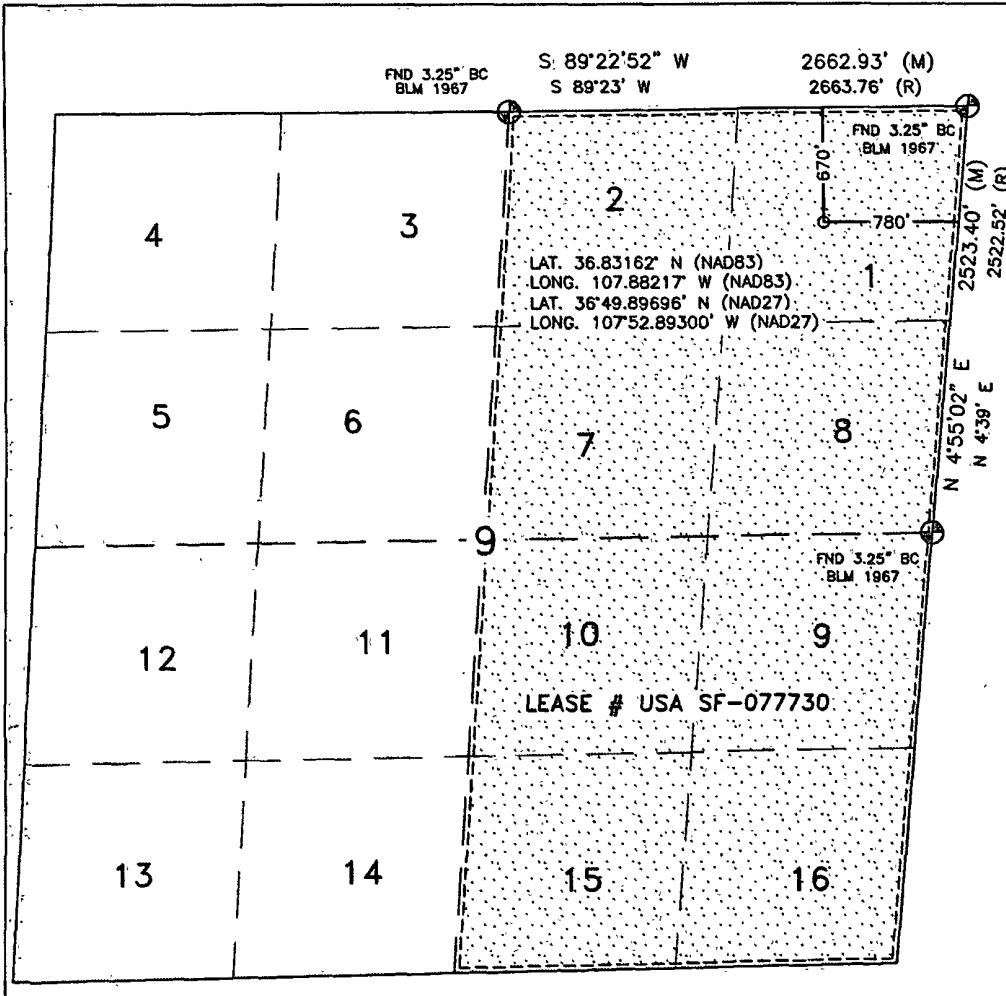 S 89°22'52" W 2662.93' (M)
S 89°23' W 2663.76' (R)
FND 3.25" BC
BLM 1967
FND 3.25" BC
BLM 1967
670'
780'
2523.40' (M)
2522.52' (R)
N 4°55'02" E
N 4°39' E
4
3
2
1
LAT. 36.83162° N (NAD83)
LONG. 107.88217° W (NAD83)
LAT. 36°49.89696' N (NAD27)
LONG. 107°52.89300' W (NAD27)
5
6
7
8
9
FND 3.25" BC
BLM 1967
12
11
10
9
LEASE # USA SF-077730
13
14
15
16